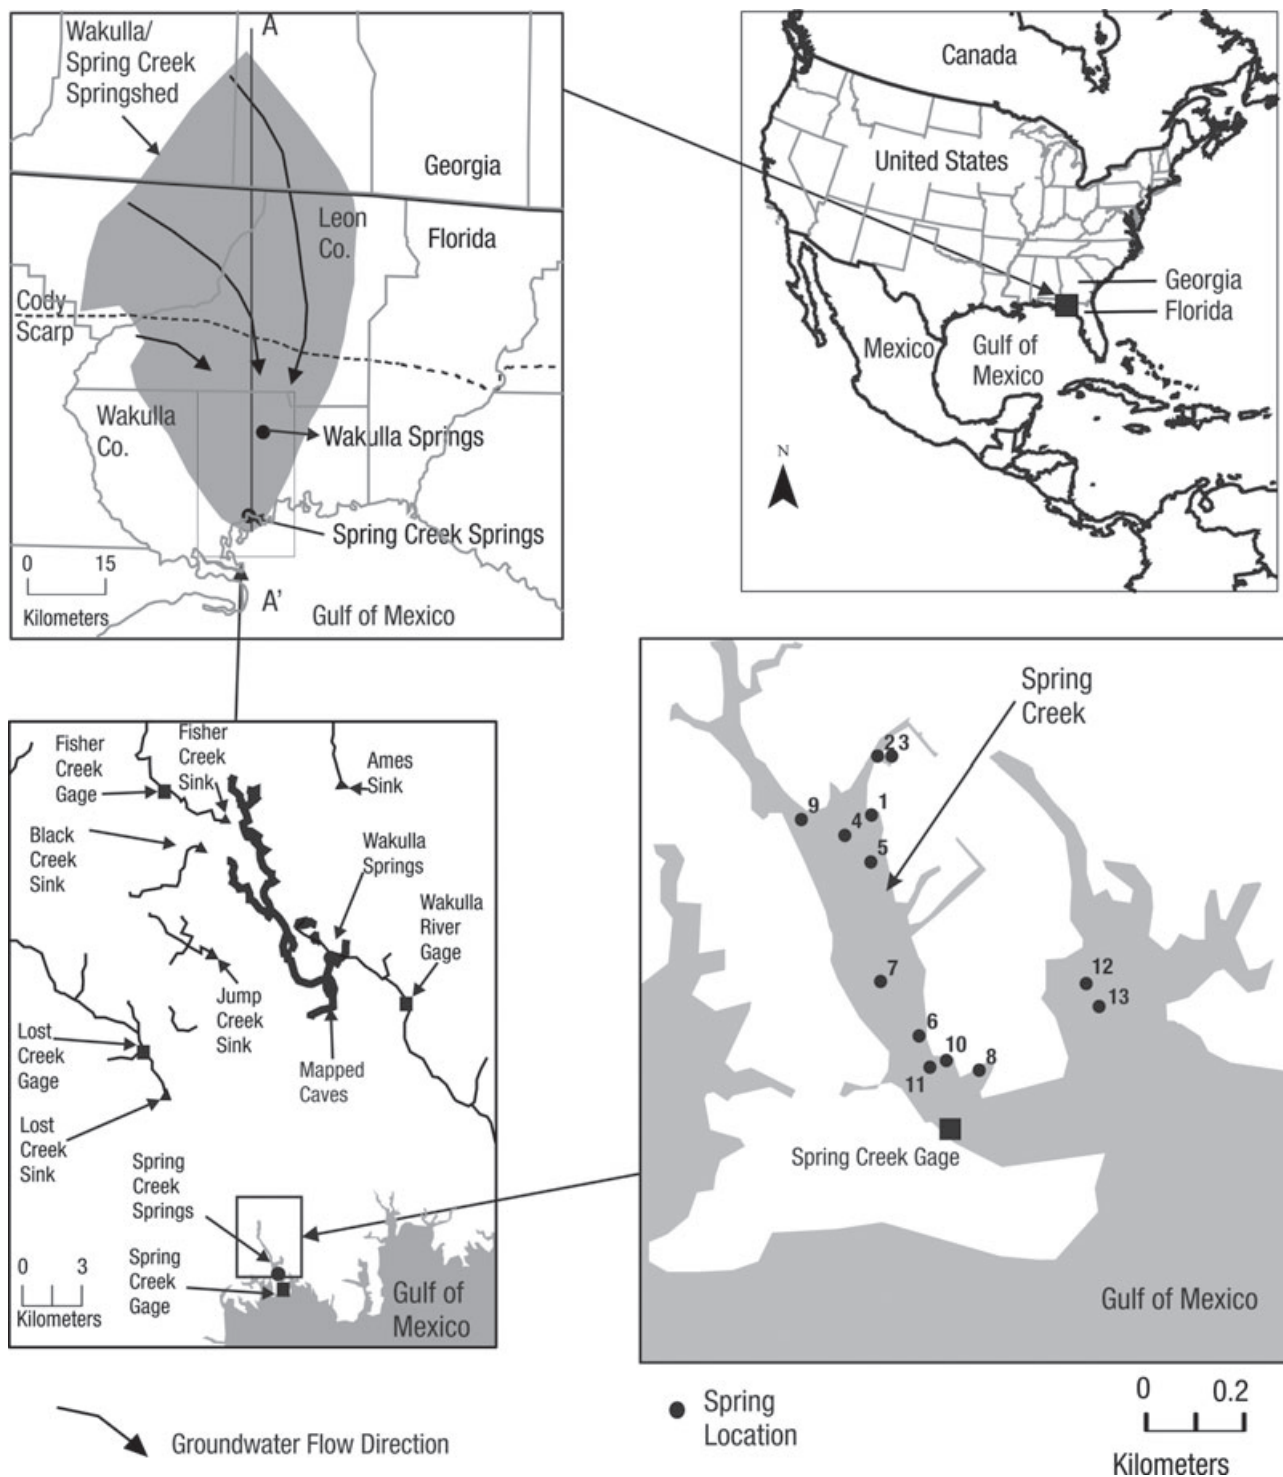 Wakulla/
Spring Creek
Springshed
A
Georgia
Leon
Co.
Florida
Cody
Scarp
Wakulla
Co.
Wakulla Springs
Spring Creek Springs
0 15
Kilometers
A'
Gulf of Mexico
Canada
United States
Georgia
Florida
Mexico
Gulf of
Mexico
N
Fisher
Creek
Gage
Fisher
Creek
Sink
Ames
Sink
Black
Creek
Sink
Wakulla
Springs
Wakulla
River
Gage
Jump
Creek
Sink
Lost
Creek
Gage
Mapped
Caves
Lost
Creek
Sink
Spring
Creek
Springs
Spring
Creek
Gage
0 3
Kilometers
Gulf of
Mexico
Spring
Creek
2 3
9
1
4
5
7
12
13
6
10
8
11
Spring Creek Gage
Gulf of Mexico
Groundwater Flow Direction
Spring
Location
0 0.2
Kilometers